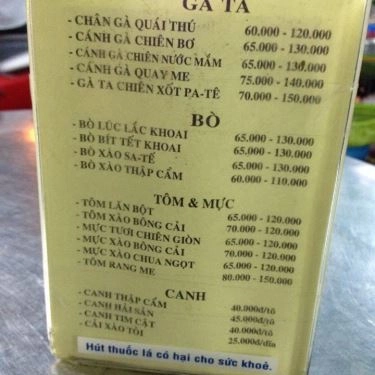 GÀ TA
- CHÂN GÀ QUÁI THÚ 60.000 - 120.000
- CÁNH GÀ CHIÊN BƠ 65.000 - 130.000
- CÁNH GÀ CHIÊN NƯỚC MẮM 65.000 - 130.000
- CÁNH GÀ QUAY ME 75.000 - 140.000
- GÀ TA CHIÊN XỐT PA-TÊ 70.000 - 150.000
BÒ
- BÒ LÚC LẮC KHOAI 65.000 - 130.000
- BÒ BÍT TẾT KHOAI 65.000 - 130.000
- BÒ XÀO SA-TẾ 65.000 - 130.000
- BÒ XÀO THẬP CẨM 60.000 - 110.000
TÔM & MỰC
- TÔM LĂN BỘT 65.000 - 120.000
- TÔM XÀO BÔNG CẢI 70.000 - 120.000
- MỰC TƯƠI CHIÊN GIÒN 65.000 - 120.000
- MỰC XÀO BÔNG CẢI 70.000 - 120.000
- MỰC XÀO CHUA NGỌT 65.000 - 120.000
- TÔM RANG ME 80.000 - 150.000
CANH
- CANH THẬP CẨM 40.000đ/tô
- CANH HẢI SẢN 45.000đ/tô
- CANH TIM CẬT 40.000đ/tô
- CẢI XÀO TỎI 25.000đ/dĩa
Hút thuốc lá có hại cho sức khoẻ.